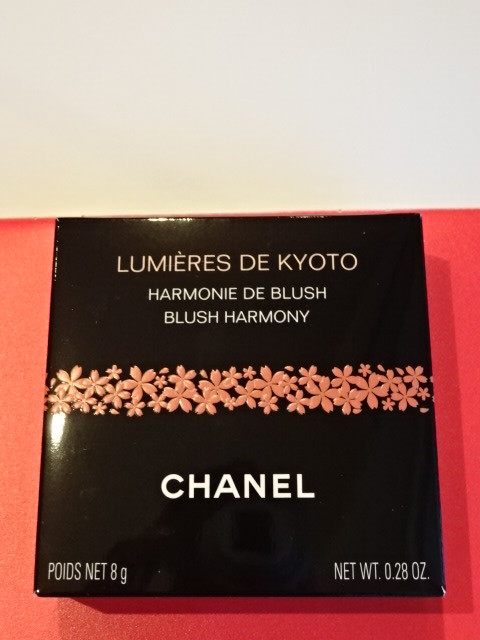 LUMIÈRES DE KYOTO
HARMONIE DE BLUSH
BLUSH HARMONY
CHANEL
POIDS NET 8 g NET WT. 0.28 OZ.